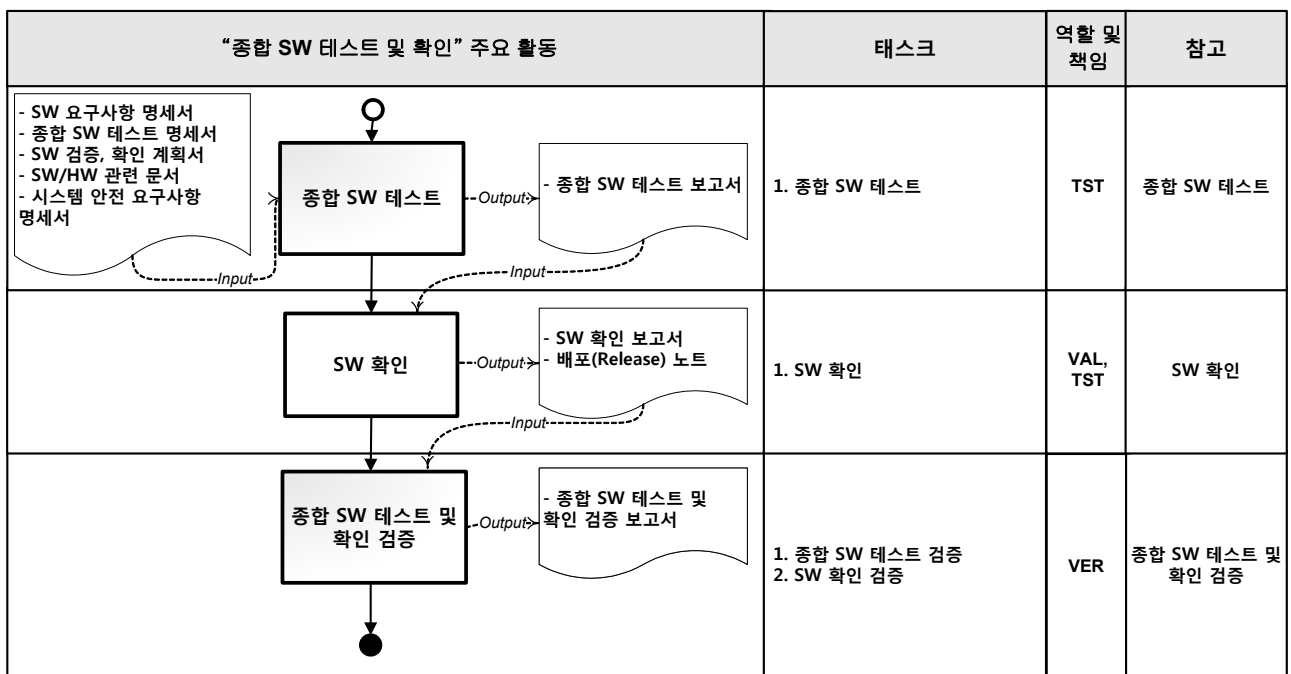 “종합 SW 테스트 및 확인” 주요 활동
태스크
역할 및
책임
참고
- SW 요구사항 명세서
- 종합 SW 테스트 명세서
- SW 검증, 확인 계획서
- SW/HW 관련 문서
- 시스템 안전 요구사항
명세서
Input
종합 SW 테스트
Output
- 종합 SW 테스트 보고서
Input
1. 종합 SW 테스트
TST
종합 SW 테스트
SW 확인
Output
- SW 확인 보고서
- 배포(Release) 노트
Input
1. SW 확인
VAL,
TST
SW 확인
종합 SW 테스트 및
확인 검증
Output
- 종합 SW 테스트 및
확인 검증 보고서
1. 종합 SW 테스트 검증
2. SW 확인 검증
VER
종합 SW 테스트 및
확인 검증